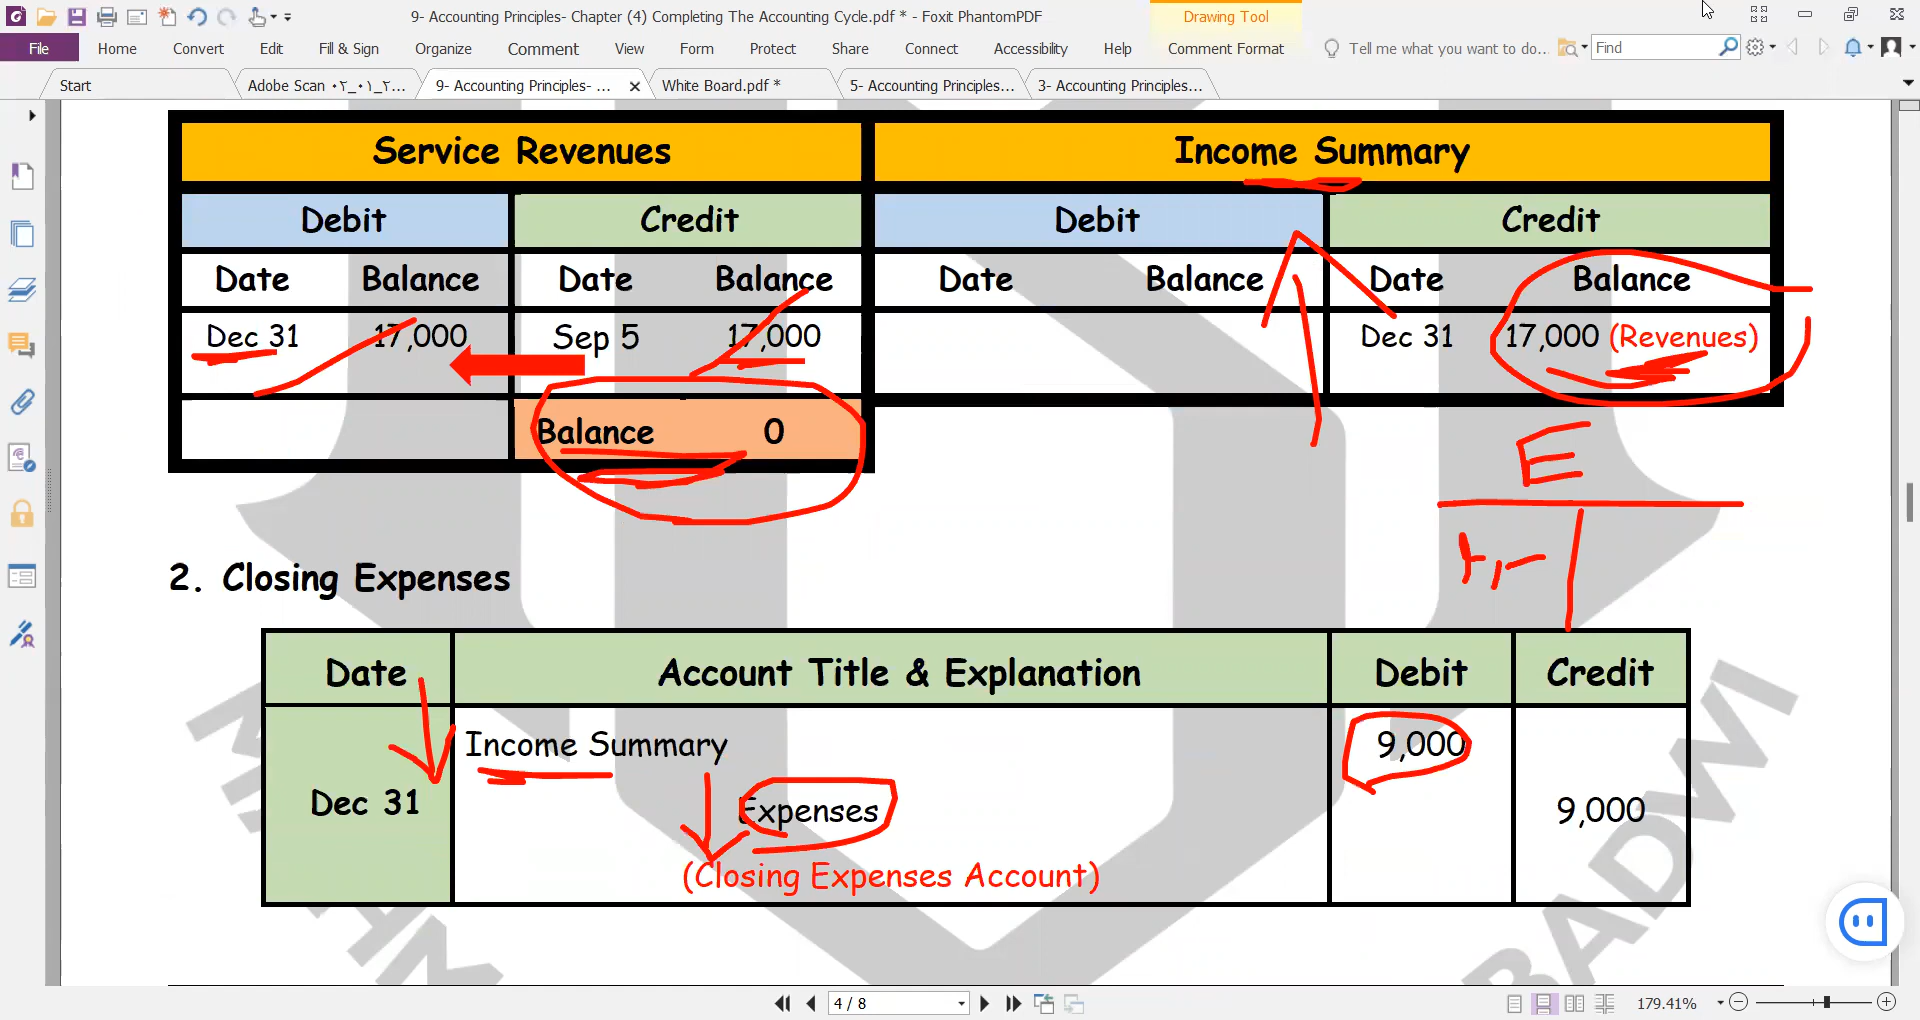 9- Accounting Principles- Chapter (4) Completing The Accounting Cycle.pdf * - Foxit PhantomPDF
Drawing Tool
File Home Convert Edit Fill & Sign Organize Comment View Form Protect Share Connect Accessibility Help Comment Format Tell me what you want to do... Find
Start Adobe Scan ٠٢_٠١_٢... 9- Accounting Principles- ... White Board.pdf * 5- Accounting Principles... 3- Accounting Principles...
Service Revenues Income Summary
Debit Credit Debit Credit
Date Balance Date Balance Date Balance Date Balance
Dec 31 17,000 Sep 5 17,000 Dec 31 17,000 (Revenues)
Balance 0
E
+,-
2. Closing Expenses
Date Account Title & Explanation Debit Credit
Income Summary 9,000
Dec 31 Expenses 9,000
(Closing Expenses Account)
BADWI
4 / 8 179.41%